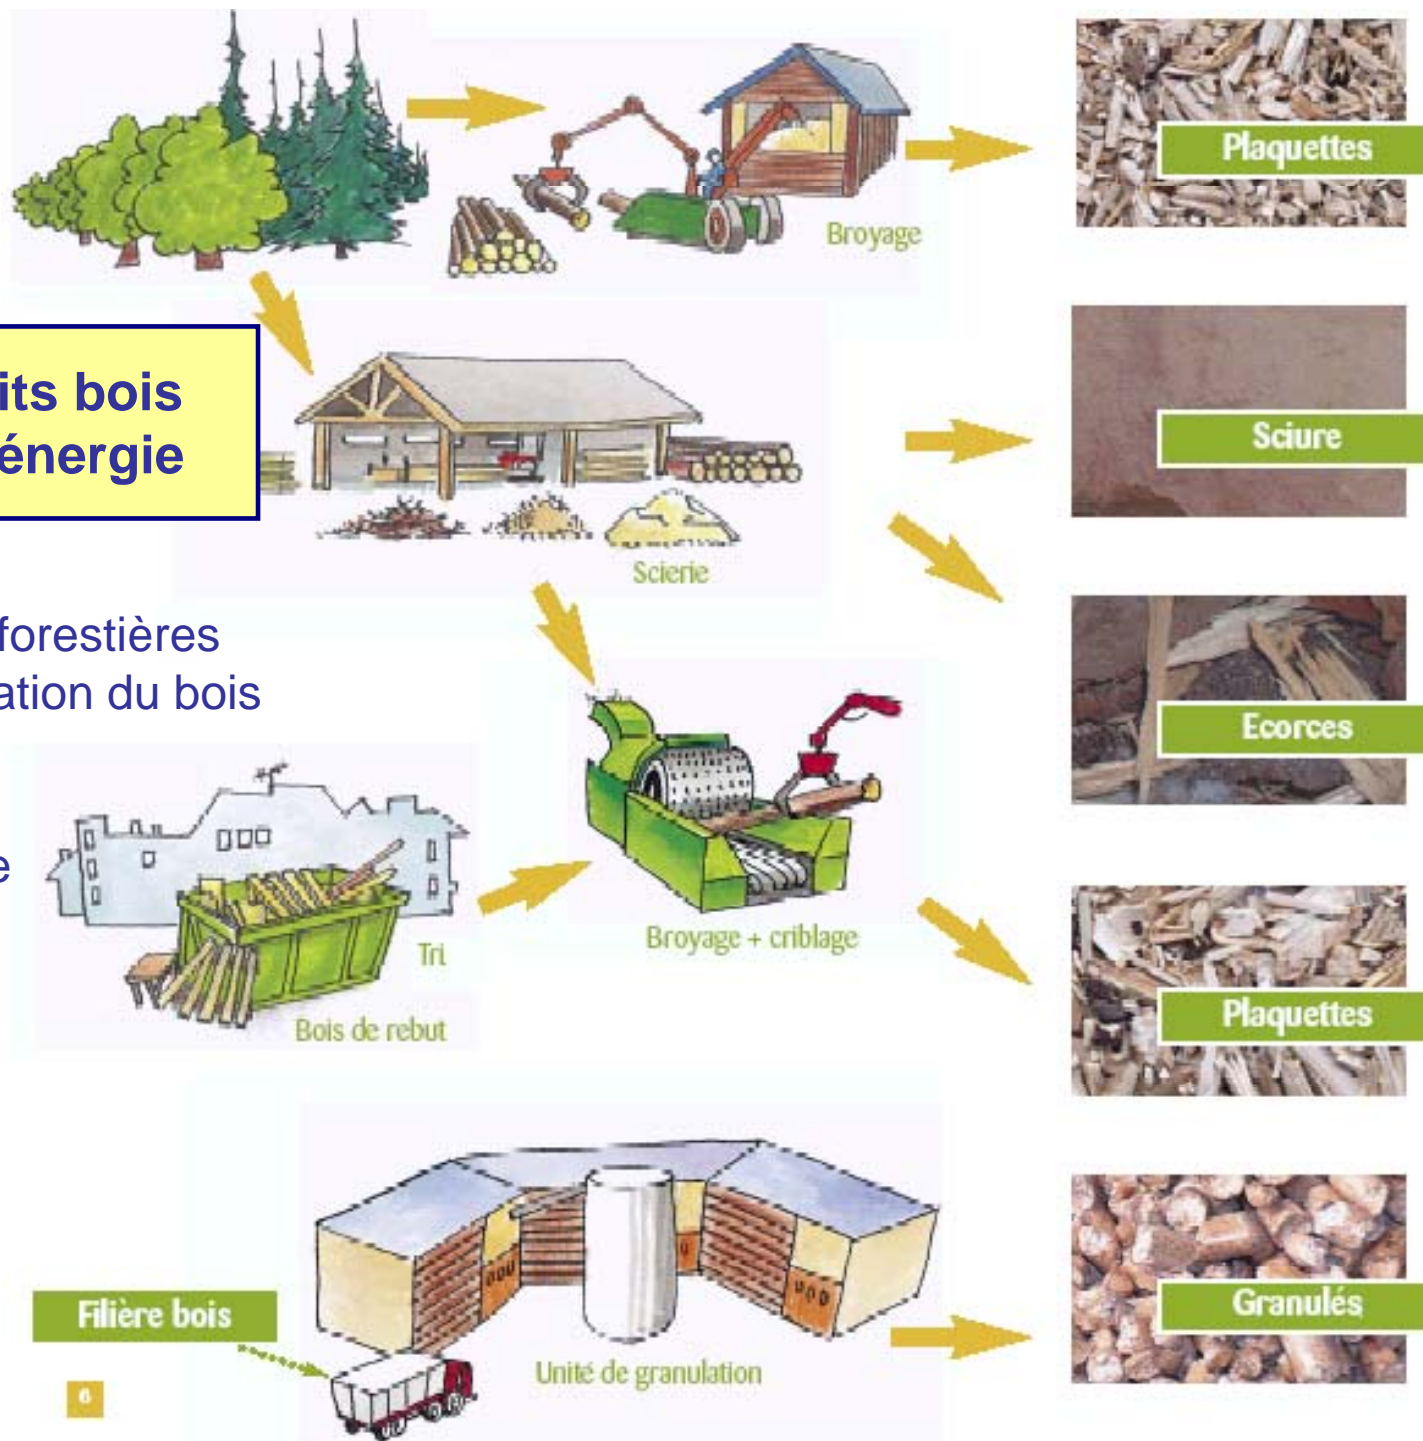 Plaquettes
Broyage
its bois
énergie
Sciure
Scierie
forestières
ation du bois
Ecorces
e
Tri
Broyage + criblage
Bois de rebut
Plaquettes
Filière bois
Granulés
Unité de granulation
6